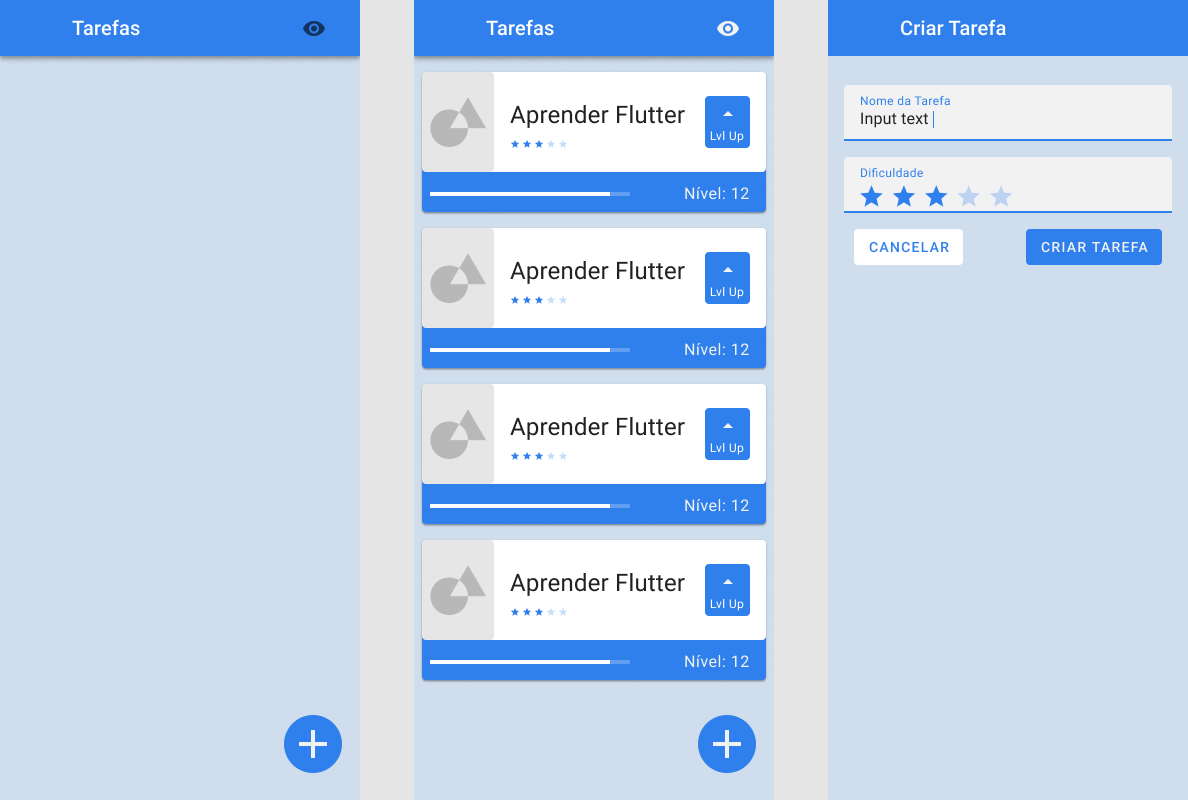 Tarefas
Tarefas
Aprender Flutter
Lvl Up
Nível: 12
Aprender Flutter
Lvl Up
Nível: 12
Aprender Flutter
Lvl Up
Nível: 12
Aprender Flutter
Lvl Up
Nível: 12
Criar Tarefa
Nome da Tarefa
Input text
Dificuldade
CANCELAR
CRIAR TAREFA